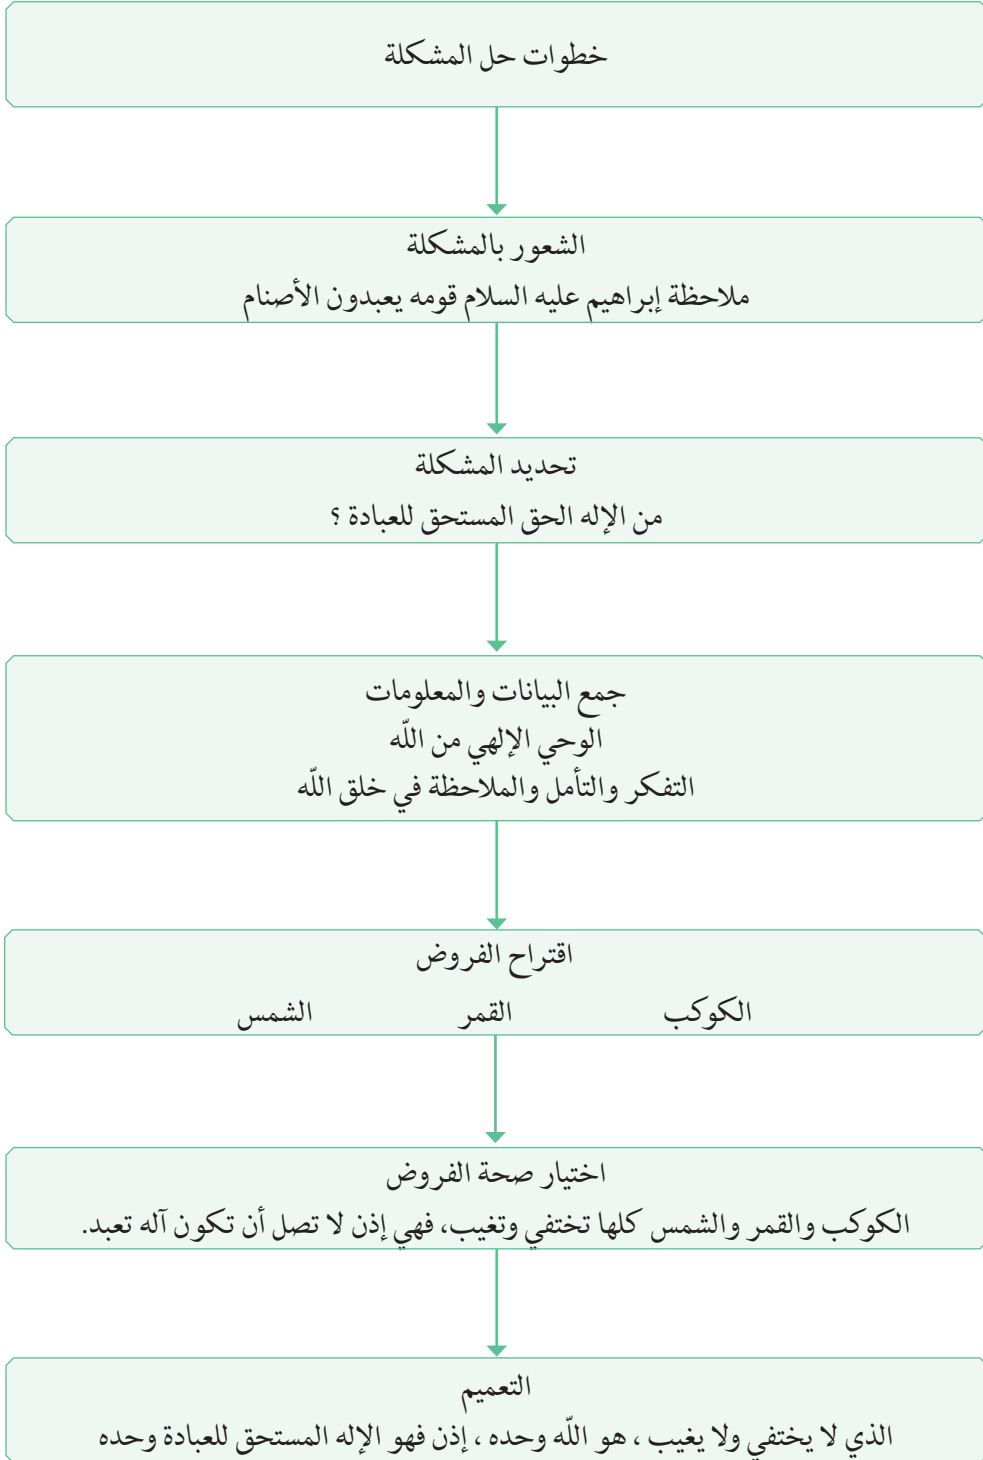 خطوات حل المشكلة
الشعور بالمشكلة
ملاحظة إبراهيم عليه السلام قومه يعبدون الأصنام
تحديد المشكلة
من الإله الحق المستحق للعبادة ؟
جمع البيانات والمعلومات
الوحي الإلهي من اللّه
التفكر والتأمل والملاحظة في خلق اللّه
اقتراح الفروض
الكوكب القمر الشمس
اختيار صحة الفروض
الكوكب والقمر والشمس كلها تختفي وتغيب، فهي إذن لا تصل أن تكون آله تعبد.
التعميم
الذي لا يختفي ولا يغيب ، هو اللّه وحده ، إذن فهو الإله المستحق للعبادة وحده